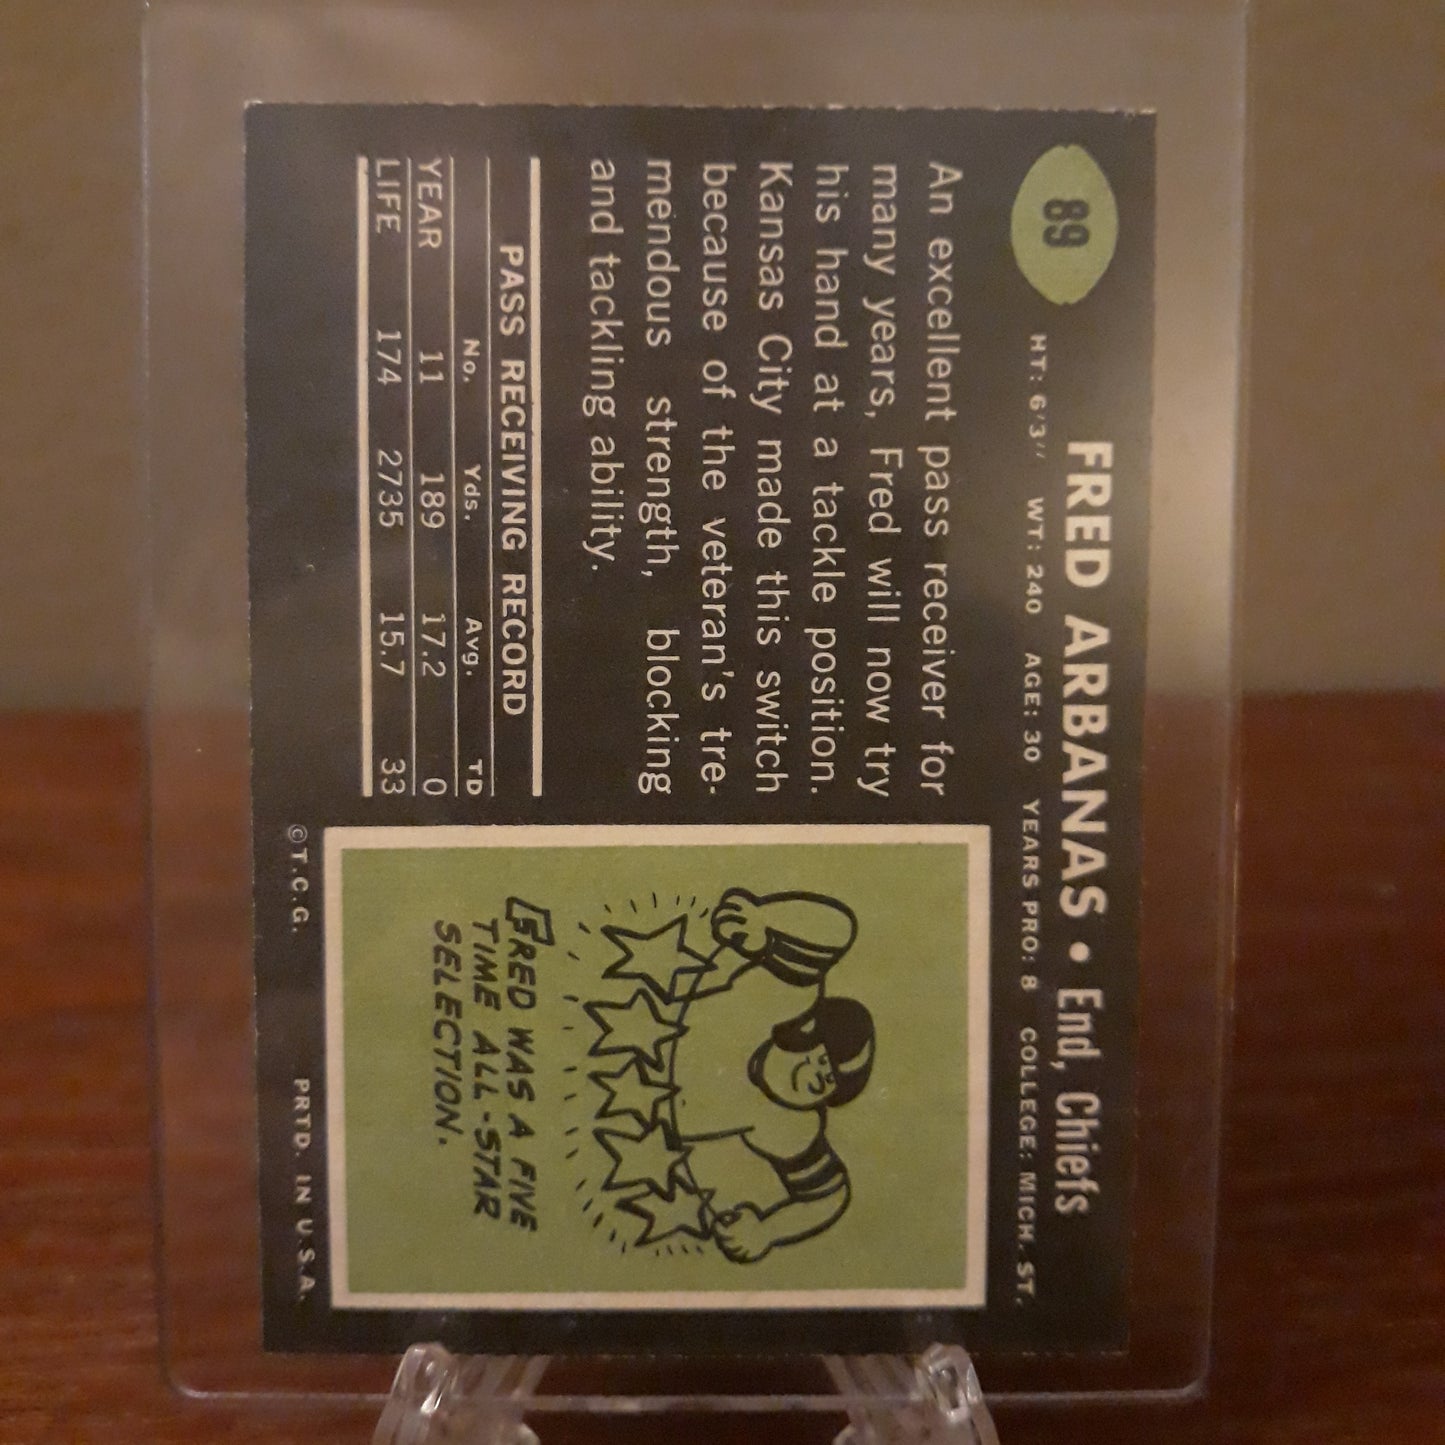 89
FRED ARBANAS • End, Chiefs
HT: 6'3" WT: 240 AGE: 30 YEARS PRO: 8 COLLEGE: MICH. ST.
An excellent pass receiver for
many years, Fred will now try
his hand at a tackle position.
Kansas City made this switch
because of the veteran's tre-
mendous strength, blocking
and tackling ability.
PASS RECEIVING RECORD
No. Yds. Avg. TD
YEAR 11 189 17.2 0
LIFE 174 2735 15.7 33
FRED WAS A FIVE
TIME ALL-STAR
SELECTION.
©T.C.G. PRTD. IN U.S.A.